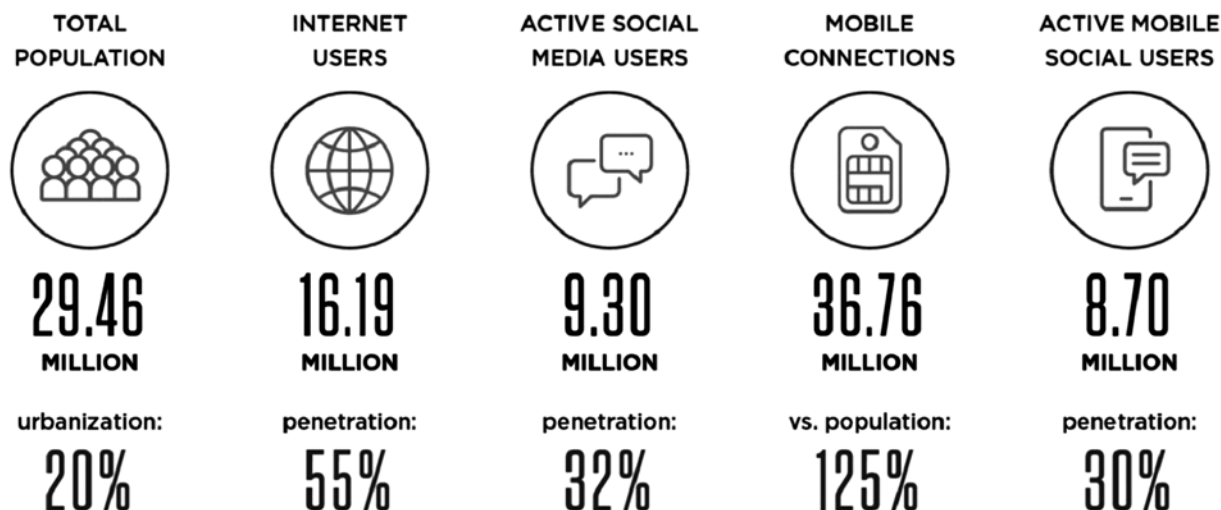 TOTAL
POPULATION
29.46
MILLION
urbanization:
20%
INTERNET
USERS
16.19
MILLION
penetration:
55%
ACTIVE SOCIAL
MEDIA USERS
...
9.30
MILLION
penetration:
32%
MOBILE
CONNECTIONS
36.76
MILLION
vs. population:
125%
ACTIVE MOBILE
SOCIAL USERS
8.70
MILLION
penetration:
30%